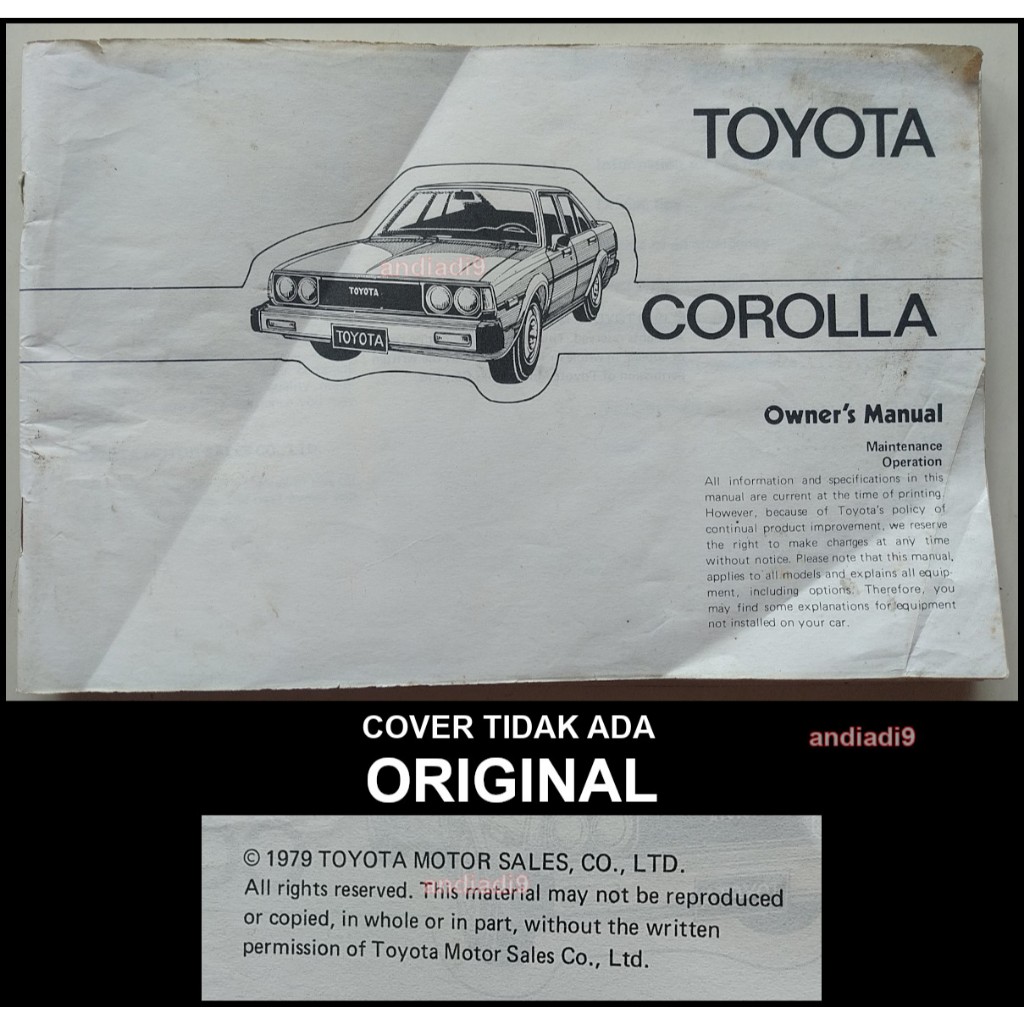 TOYOTA
andiadi9
TOYOTA
TOYOTA
COROLLA
Owner's Manual
Maintenance
Operation
All information and specifications in this
manual are current at the time of printing.
However, because of Toyota's policy of
continual product improvement, we reserve
the right to make changes at any time
without notice. Please note that this manual,
applies to all models and explains all equip-
ment, including options. Therefore, you
may find some explanations for equipment
not installed on your car.
COVER TIDAK ADA
andiadi9
ORIGINAL
© 1979 TOYOTA MOTOR SALES, CO., LTD.
All rights reserved. This material may not be reproduced
andiadi9
or copied, in whole or in part, without the written
permission of Toyota Motor Sales Co., Ltd.